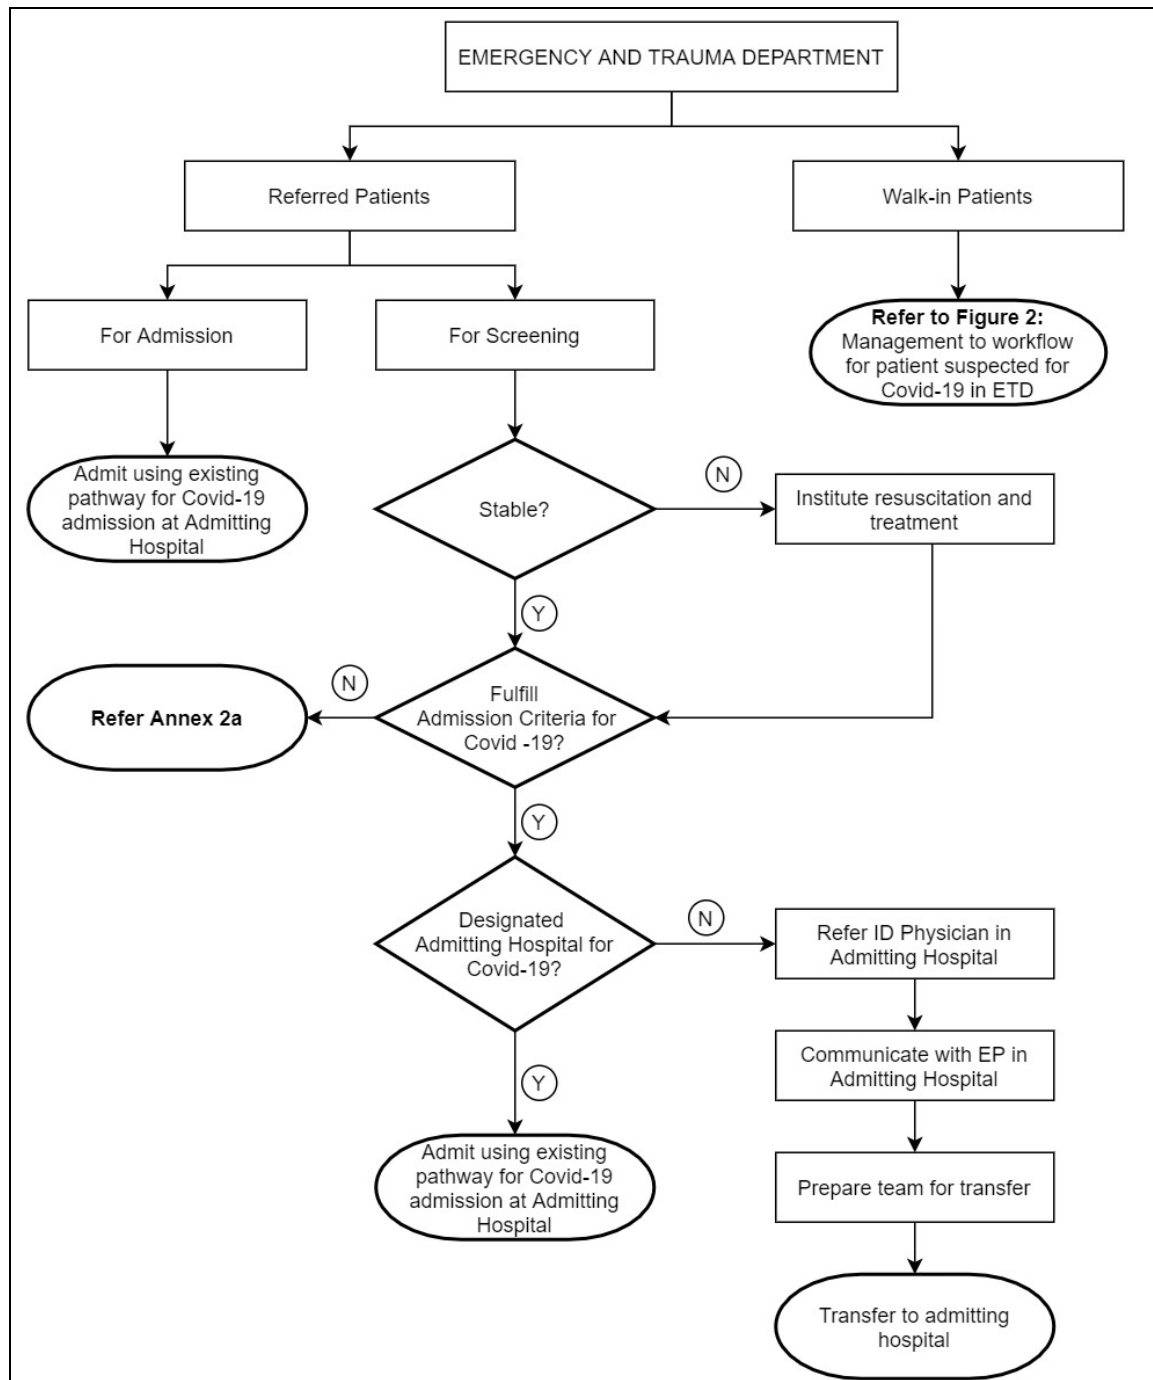 EMERGENCY AND TRAUMA DEPARTMENT
Referred Patients
Walk-in Patients
For Admission
For Screening
Refer to Figure 2:
Management to workflow
for patient suspected for
Covid-19 in ETD
Admit using existing
pathway for Covid-19
admission at Admitting
Hospital
Stable?
N
Institute resuscitation and
treatment
Y
Refer Annex 2a
N
Fulfill
Admission Criteria for
Covid -19?
Y
Designated
Admitting Hospital for
Covid-19?
N
Refer ID Physician in
Admitting Hospital
Communicate with EP in
Admitting Hospital
Y
Admit using existing
pathway for Covid-19
admission at Admitting
Hospital
Prepare team for transfer
Transfer to admitting
hospital